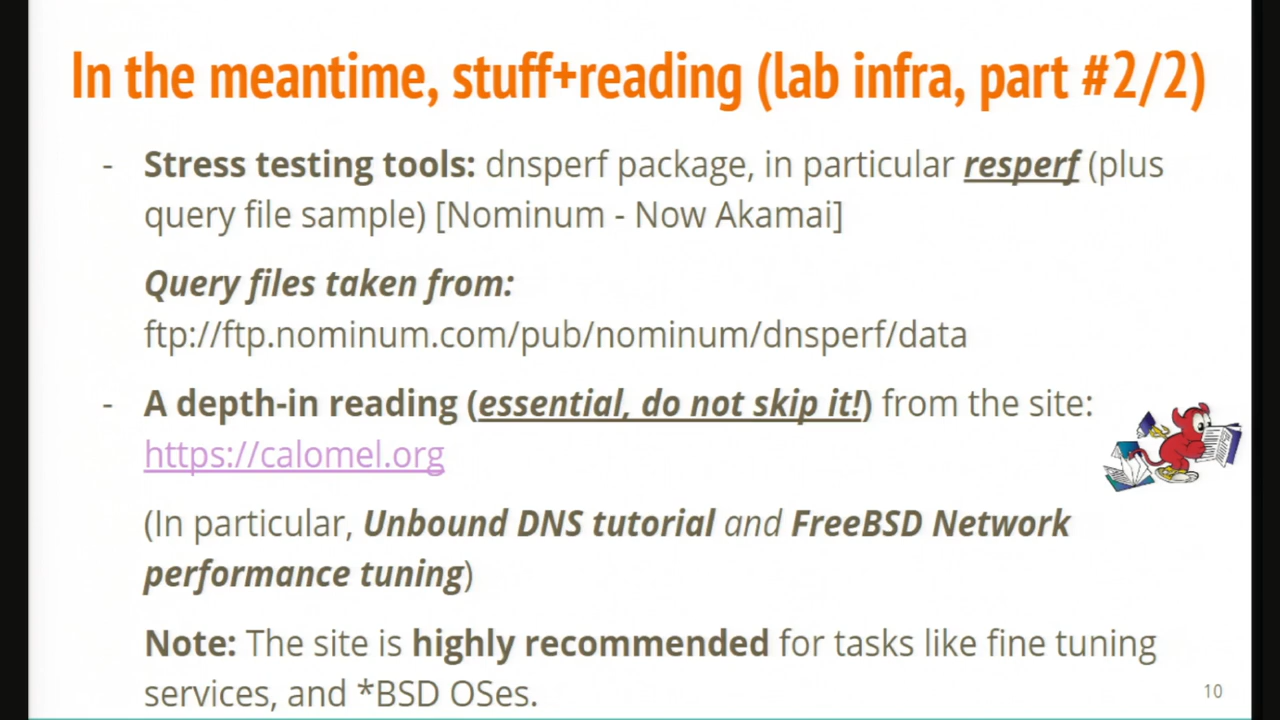 In the meantime, stuff+reading (lab infra, part #2/2)
- Stress testing tools: dnsperf package, in particular resperf (plus
query file sample) [Nominum - Now Akamai]
Query files taken from:
ftp://ftp.nominum.com/pub/nominum/dnsperf/data
- A depth-in reading (essential, do not skip it!) from the site:
https://calomel.org
(In particular, Unbound DNS tutorial and FreeBSD Network
performance tuning)
Note: The site is highly recommended for tasks like fine tuning
services, and *BSD OSes.
10